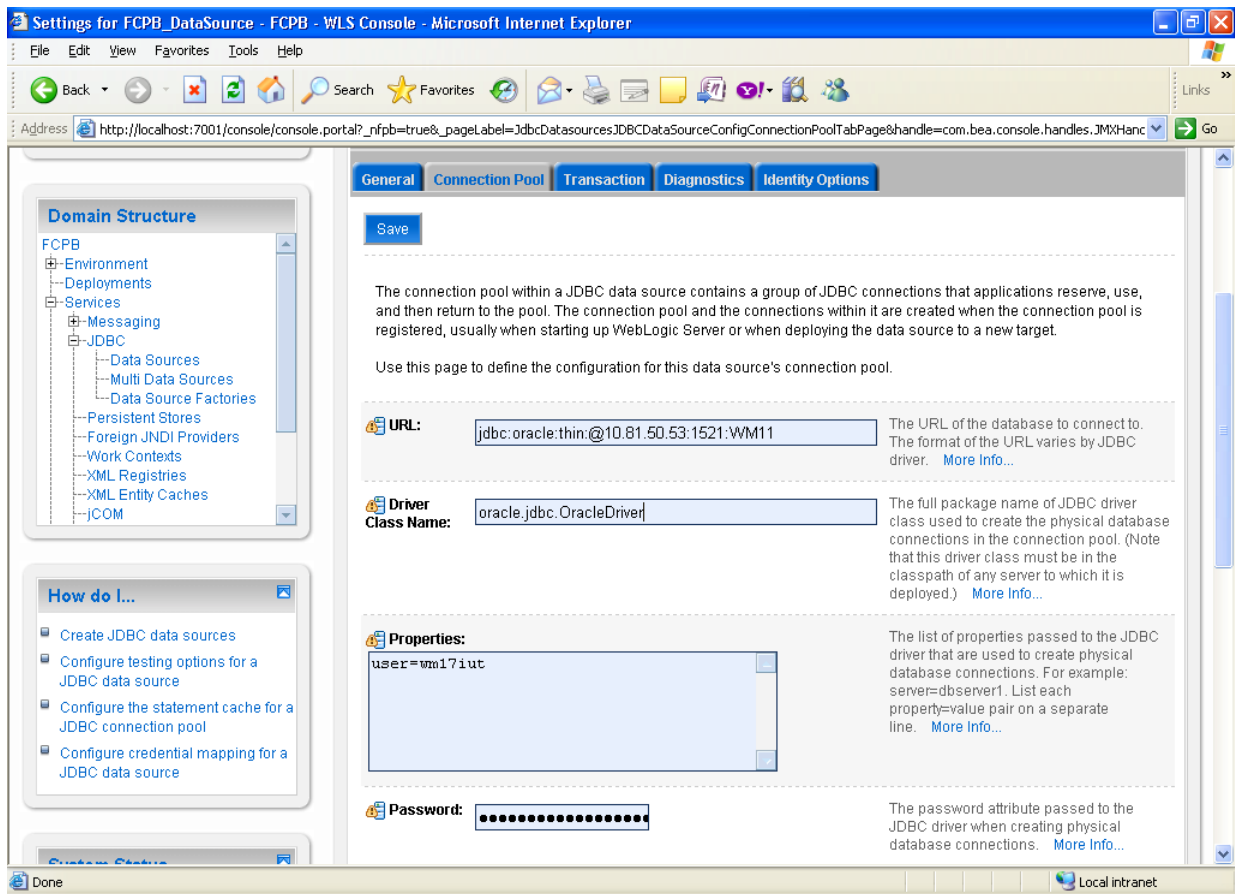 Settings for FCPB_DataSource - FCPB - WLS Console - Microsoft Internet Explorer
File Edit View Favorites Tools Help
Back Search Favorites Links
Address http://localhost:7001/console/console.portal?_nfpb=true&_pageLabel=JdbcDatasourcesJDBCDataSourceConfigConnectionPoolTabPage&handle=com.bea.console.handles.JMXHanc Go
General Connection Pool Transaction Diagnostics Identity Options
Save
The connection pool within a JDBC data source contains a group of JDBC connections that applications reserve, use,
and then return to the pool. The connection pool and the connections within it are created when the connection pool is
registered, usually when starting up WebLogic Server or when deploying the data source to a new target.
Use this page to define the configuration for this data source's connection pool.
URL:
jdbc:oracle:thin:@10.81.50.53:1521:WM11
The URL of the database to connect to.
The format of the URL varies by JDBC
driver. More Info...
Driver
Class Name:
oracle.jdbc.OracleDriver
The full package name of JDBC driver
class used to create the physical database
connections in the connection pool. (Note
that this driver class must be in the
classpath of any server to which it is
deployed.) More Info...
Properties:
user=wm17iut
The list of properties passed to the JDBC
driver that are used to create physical
database connections. For example:
server=dbserver1. List each
property=value pair on a separate
line. More Info...
Password:
The password attribute passed to the
JDBC driver when creating physical
database connections. More Info...
Domain Structure
FCPB
Environment
Deployments
Services
Messaging
JDBC
Data Sources
Multi Data Sources
Data Source Factories
Persistent Stores
Foreign JNDI Providers
Work Contexts
XML Registries
XML Entity Caches
jCOM
How do I...
Create JDBC data sources
Configure testing options for a
JDBC data source
Configure the statement cache for a
JDBC connection pool
Configure credential mapping for a
JDBC data source
System Status
Done
Local intranet